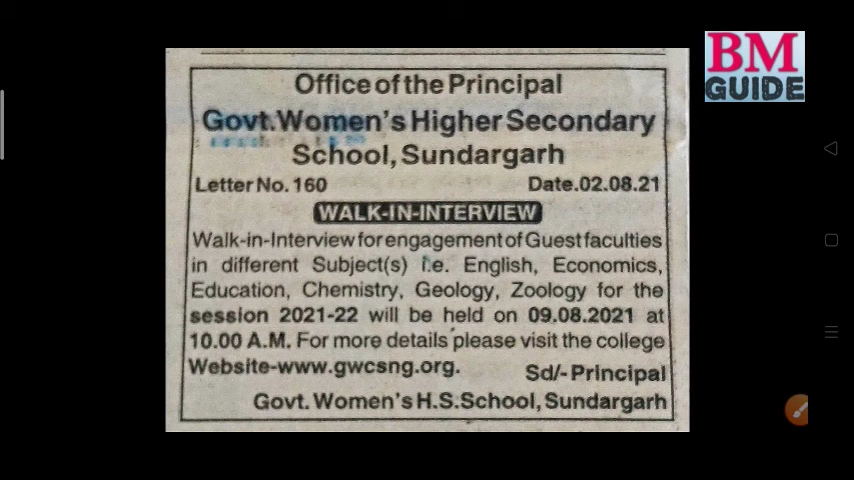 BM
GUIDE
Office of the Principal
Govt. Women's Higher Secondary
School, Sundargarh
Letter No. 160 Date.02.08.21
WALK-IN-INTERVIEW
Walk-in-Interview for engagement of Guest faculties
in different Subject(s) i.e. English, Economics,
Education, Chemistry, Geology, Zoology for the
session 2021-22 will be held on 09.08.2021 at
10.00 A.M. For more details please visit the college
Website-www.gwcsng.org.
Sd/- Principal
Govt. Women's H.S.School, Sundargarh